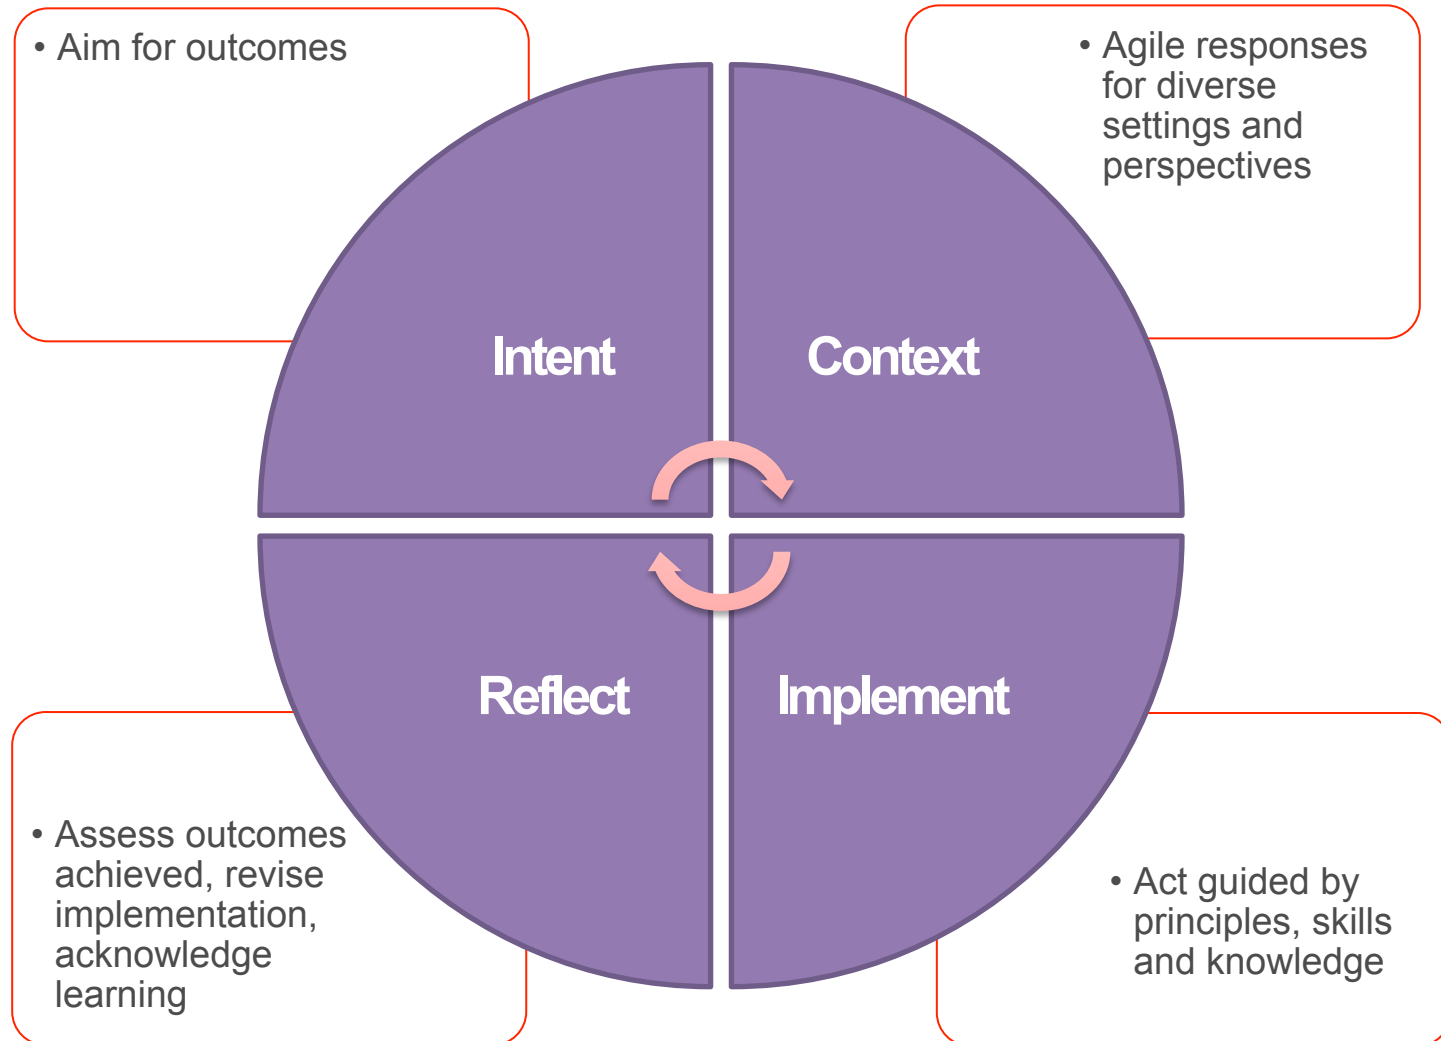 • Aim for outcomes
• Agile responses
for diverse
settings and
perspectives
Intent
Context
Reflect
Implement
• Assess outcomes
achieved, revise
implementation,
acknowledge
learning
• Act guided by
principles, skills
and knowledge